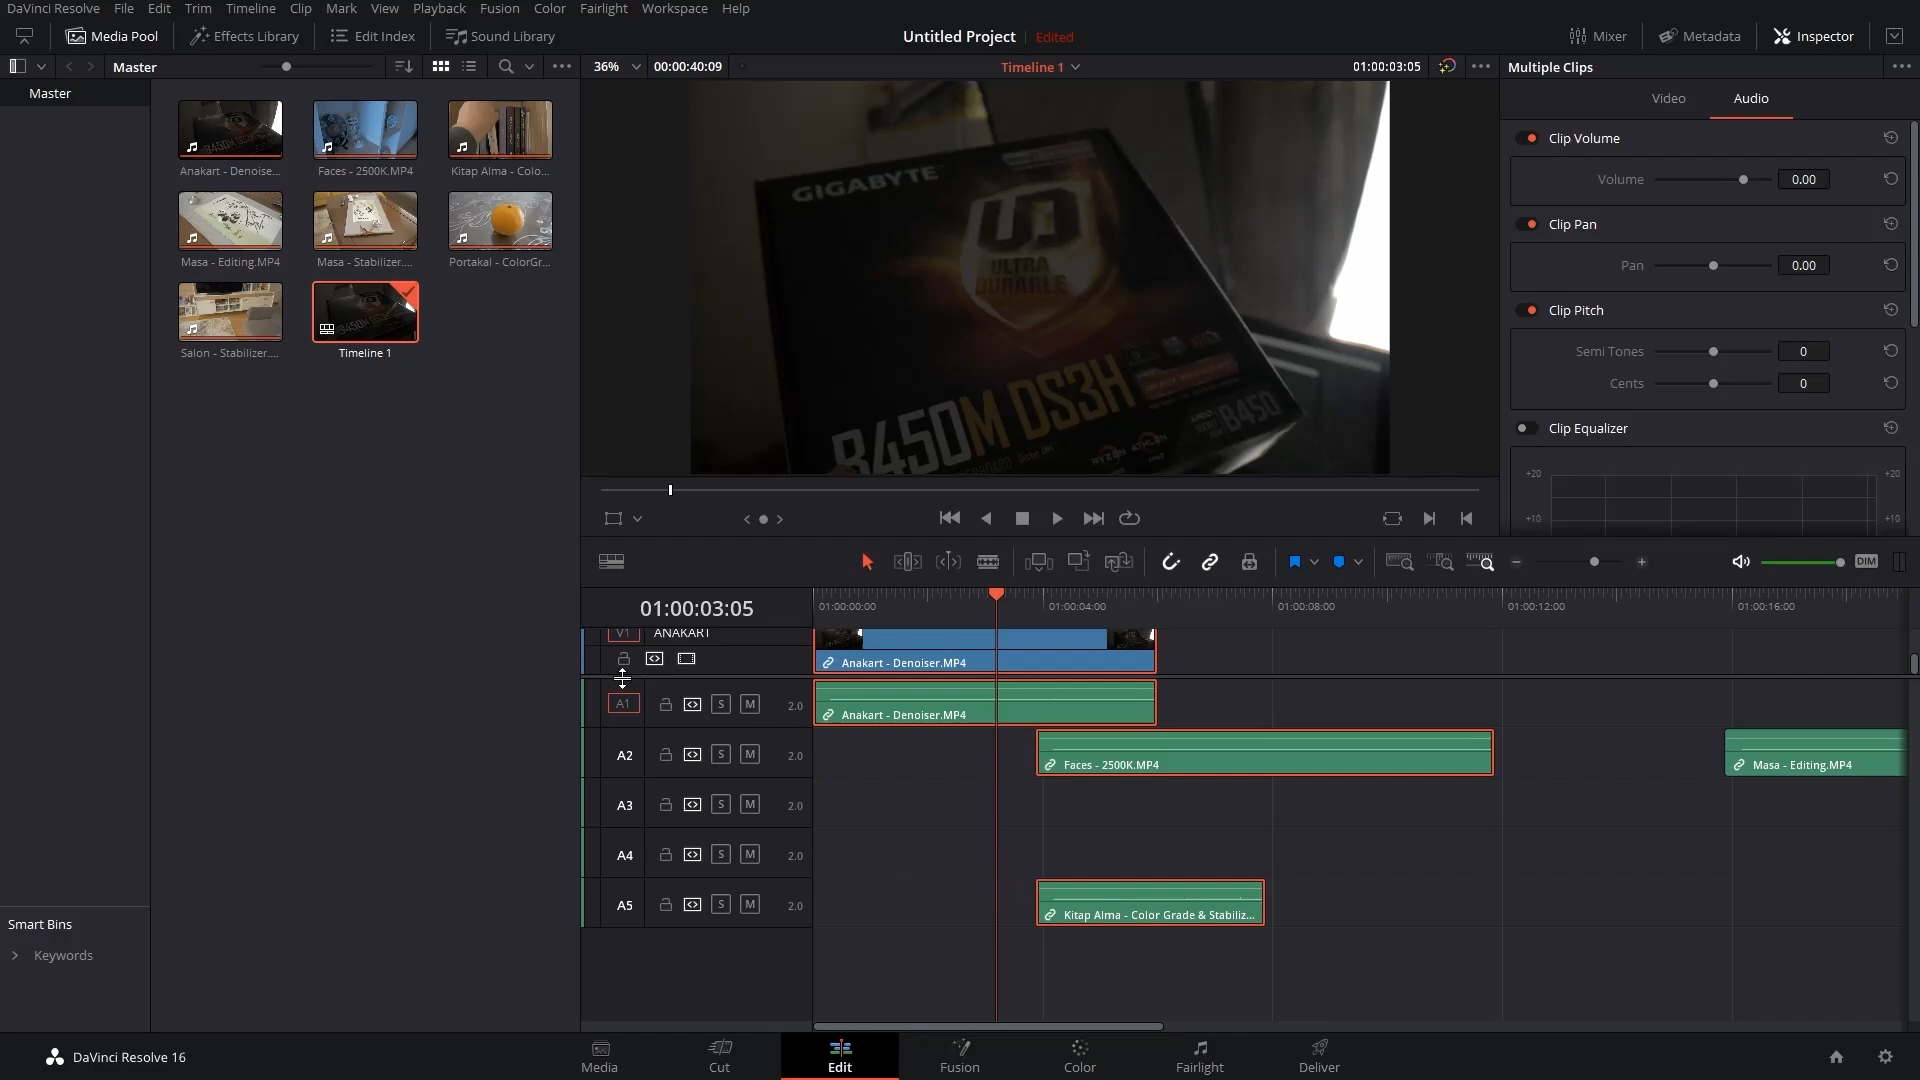 DaVinci Resolve File Edit Trim Timeline Clip Mark View Playback Fusion Color Fairlight Workspace Help
Media Pool Effects Library Edit Index Sound Library
Untitled Project Edited
Mixer Metadata Inspector
Master
36% 00:00:40:09
Timeline 1
01:00:03:05
Multiple Clips
Master
Video Audio
Anakart - Denoise...
Faces - 2500K.MP4
Kitap Alma - Colo...
Masa - Editing.MP4
Masa - Stabilizer....
Portakal - ColorGr...
Salon - Stabilizer....
Timeline 1
GIGABYTE
UD
ULTRA
DURABLE
B450M DS3H
AMD
B450
RYZEN ATHLON
Clip Volume
Volume 0.00
Clip Pan
Pan 0.00
Clip Pitch
Semi Tones 0
Cents 0
Clip Equalizer
+20 +20
+10 +10
DIM
01:00:03:05
01:00:00:00 01:00:04:00 01:00:08:00 01:00:12:00 01:00:16:00
V1 ANAKART
Anakart - Denoiser.MP4
A1 S M 2.0
Anakart - Denoiser.MP4
A2 S M 2.0
Faces - 2500K.MP4
Masa - Editing.MP4
A3 S M 2.0
A4 S M 2.0
A5 S M 2.0
Kitap Alma - Color Grade & Stabiliz...
Smart Bins
Keywords
DaVinci Resolve 16
Media Cut Edit Fusion Color Fairlight Deliver